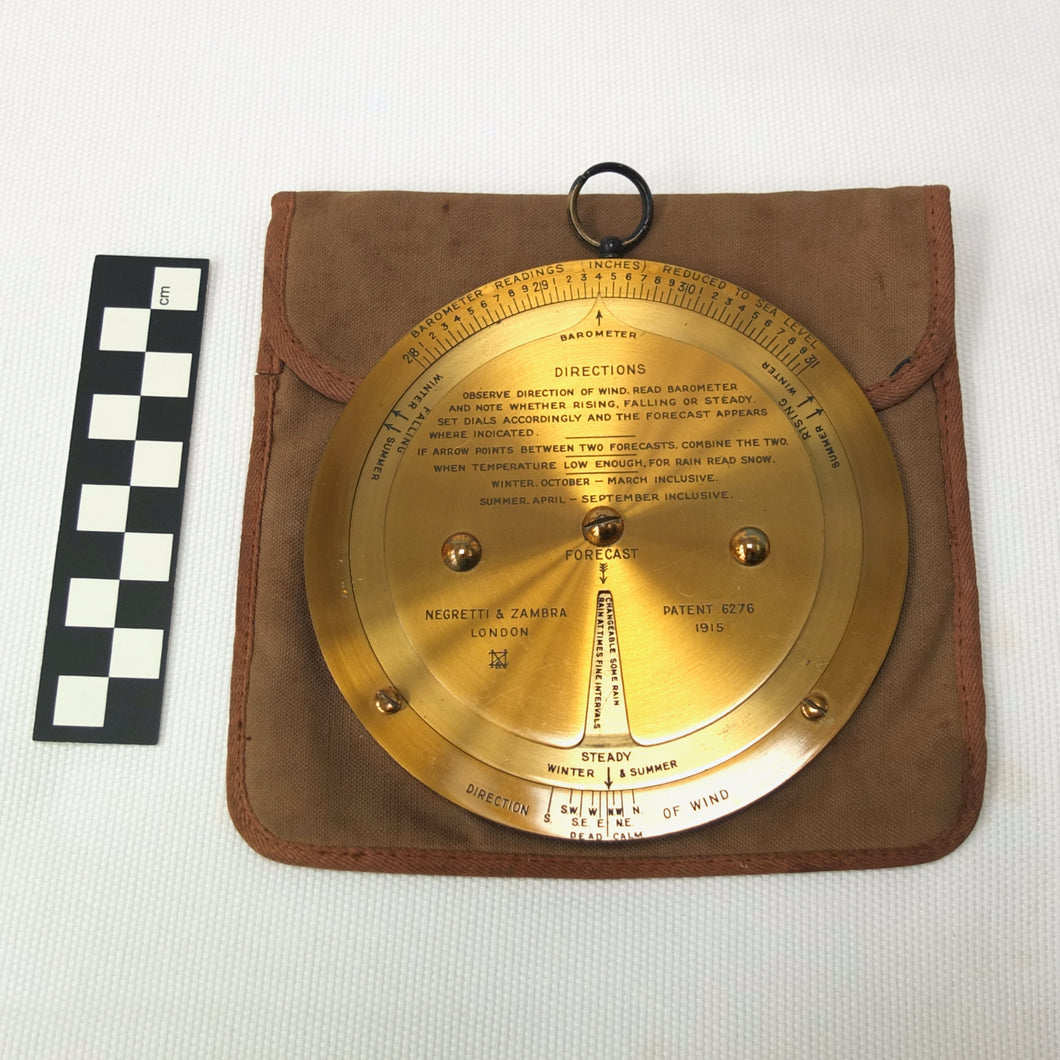 cm
BAROMETER READINGS (INCHES) REDUCED TO SEA LEVEL
28 1 2 3 4 5 6 7 8 9 29 1 2 3 4 5 6 7 8 9 30 1 2 3 4 5 6 7 8 9 31
BAROMETER
WINTER
FALLING
SUMMER
WINTER
RISING
SUMMER
DIRECTIONS
OBSERVE DIRECTION OF WIND. READ BAROMETER
AND NOTE WHETHER RISING, FALLING OR STEADY.
SET DIALS ACCORDINGLY AND THE FORECAST APPEARS
WHERE INDICATED.
IF ARROW POINTS BETWEEN TWO FORECASTS. COMBINE THE TWO.
WHEN TEMPERATURE LOW ENOUGH, FOR RAIN READ SNOW.
WINTER. OCTOBER – MARCH INCLUSIVE.
SUMMER. APRIL – SEPTEMBER INCLUSIVE.
FORECAST
NEGRETTI & ZAMBRA
LONDON
PATENT 6276
1915
CHANGEABLE SOME RAIN
RAIN AT TIMES FINE INTERVALS
STEADY
WINTER & SUMMER
DIRECTION OF WIND
S. S.W W N.W N.
S.E. E N.E.
DEAD CALM